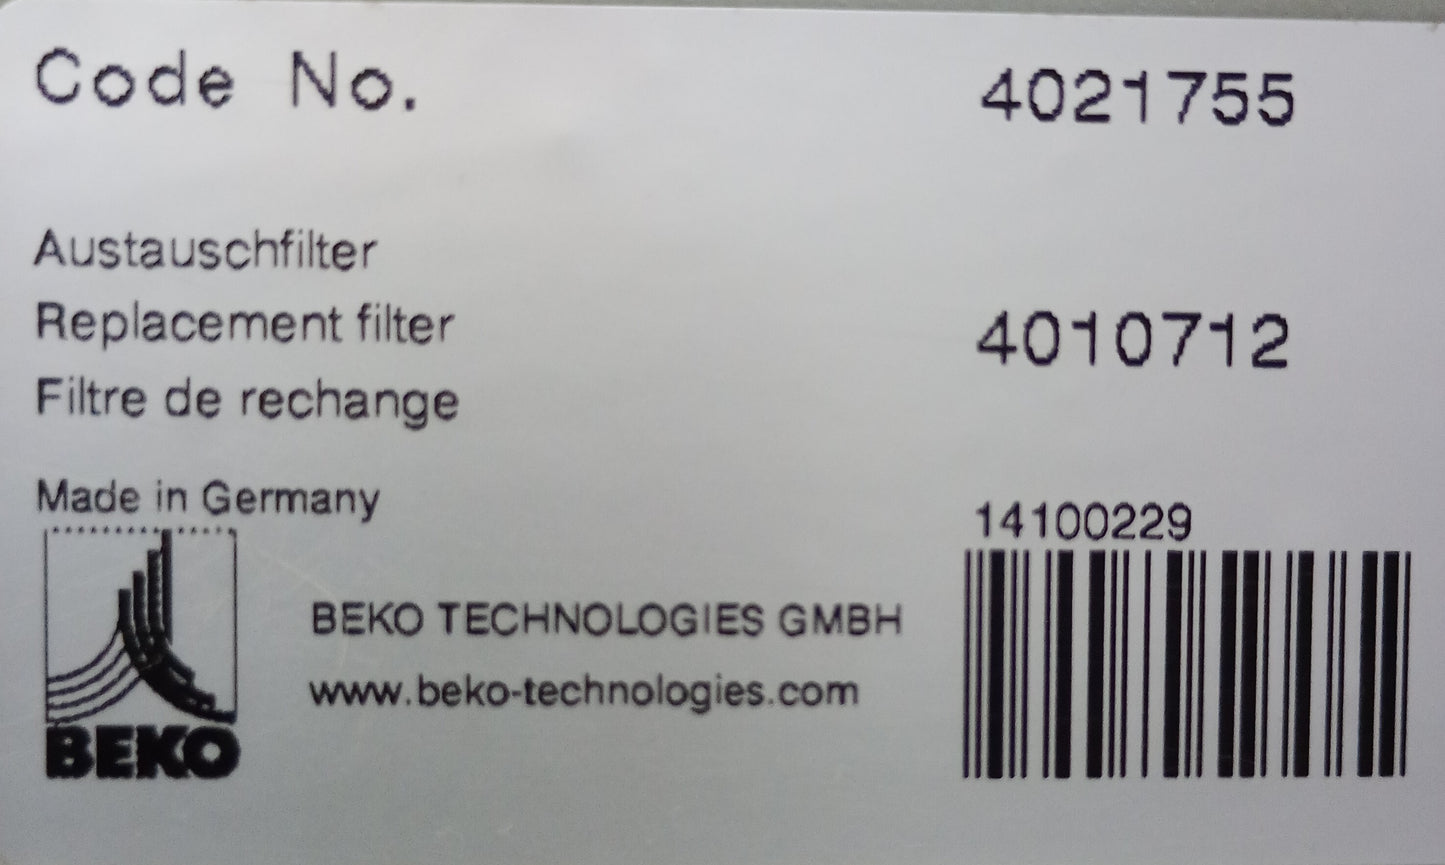 Code No. 4021755
Austauschfilter
Replacement filter 4010712
Filtre de rechange
Made in Germany
14100229
BEKO TECHNOLOGIES GMBH
www.beko-technologies.com
BEKO